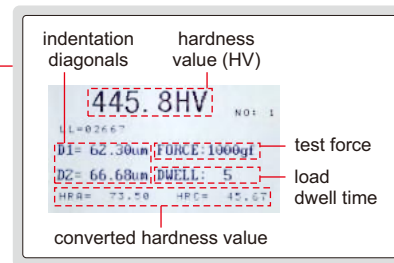 indentation diagonals
hardness value (HV)
445.8HV
NO: 1
LL=02667
D1= 62.30um FORCE:1000gf
D2= 66.68um DWELL: 5
HRA= 73.50 HRC= 45.67
test force
load dwell time
converted hardness value